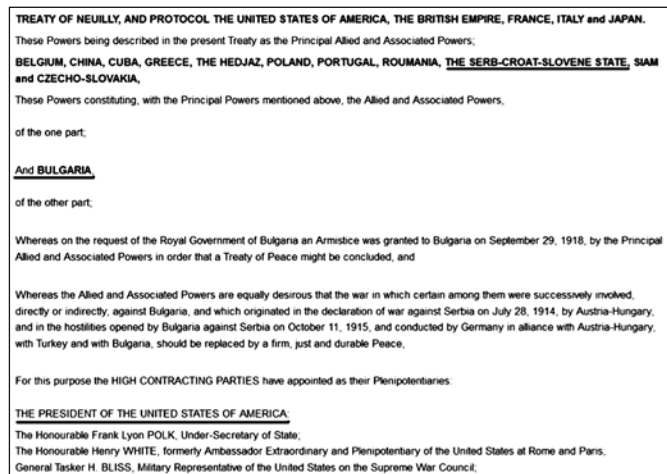 TREATY OF NEUILLY, AND PROTOCOL THE UNITED STATES OF AMERICA, THE BRITISH EMPIRE, FRANCE, ITALY and JAPAN.
These Powers being described in the present Treaty as the Principal Allied and Associated Powers;
BELGIUM, CHINA, CUBA, GREECE, THE HEDJAZ, POLAND, PORTUGAL, ROUMANIA, THE SERB-CROAT-SLOVENE STATE, SIAM
and CZECHO-SLOVAKIA,
These Powers constituting, with the Principal Powers mentioned above, the Allied and Associated Powers,
of the one part;
And BULGARIA,
of the other part;
Whereas on the request of the Royal Government of Bulgaria an Armistice was granted to Bulgaria on September 29, 1918, by the Principal
Allied and Associated Powers in order that a Treaty of Peace might be concluded, and
Whereas the Allied and Associated Powers are equally desirous that the war in which certain among them were successively involved,
directly or indirectly, against Bulgaria, and which originated in the declaration of war against Serbia on July 28, 1914, by Austria-Hungary,
and in the hostilities opened by Bulgaria against Serbia on October 11, 1915, and conducted by Germany in alliance with Austria-Hungary,
with Turkey and with Bulgaria, should be replaced by a firm, just and durable Peace,
For this purpose the HIGH CONTRACTING PARTIES have appointed as their Plenipotentiaries:
THE PRESIDENT OF THE UNITED STATES OF AMERICA:
The Honourable Frank Lyon POLK, Under-Secretary of State;
The Honourable Henry WHITE, formerly Ambassador Extraordinary and Plenipotentiary of the United States at Rome and Paris;
General Tasker H. BLISS, Military Representative of the United States on the Supreme War Council;